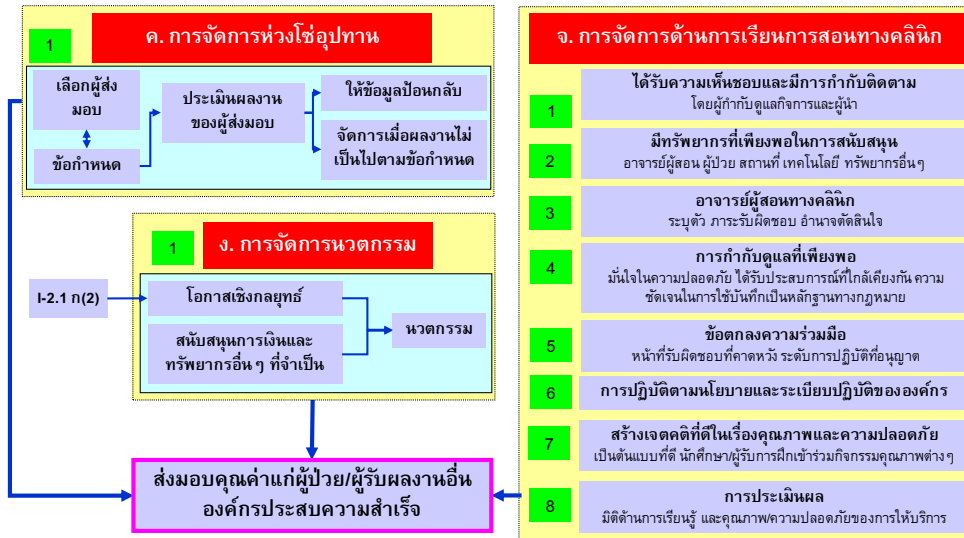 ค. การจัดการห่วงโซ่อุปทาน
1
เลือกผู้ส่ง
มอบ
ข้อกำหนด
ประเมินผลงาน
ของผู้ส่งมอบ
ให้ข้อมูลป้อนกลับ
จัดการเมื่อผลงานไม่
เป็นไปตามข้อกำหนด
1
ง. การจัดการนวตกรรม
I-2.1 ก(2)
โอกาสเชิงกลยุทธ์
สนับสนุนการเงินและ
ทรัพยากรอื่นๆ ที่จำเป็น
นวตกรรม
ส่งมอบคุณค่าแก่ผู้ป่วย/ผู้รับผลงานอื่น
องค์กรประสบความสำเร็จ
จ. การจัดการด้านการเรียนการสอนทางคลินิก
1
ได้รับความเห็นชอบและมีการกำกับติดตาม
โดยผู้กำกับดูแลกิจการและผู้นำ
2
มีทรัพยากรที่เพียงพอในการสนับสนุน
อาจารย์ผู้สอน ผู้ป่วย สถานที่ เทคโนโลยี ทรัพยากรอื่นๆ
3
อาจารย์ผู้สอนทางคลินิก
ระบุตัว ภาระรับผิดชอบ อำนาจตัดสินใจ
4
การกำกับดูแลที่เพียงพอ
มั่นใจในความปลอดภัย ได้รับประสบการณ์ที่ใกล้เคียงกัน ความ
ชัดเจนในการใช้บันทึกเป็นหลักฐานทางกฎหมาย
5
ข้อตกลงความร่วมมือ
หน้าที่รับผิดชอบที่คาดหวัง ระดับการปฏิบัติที่อนุญาต
6
การปฏิบัติตามนโยบายและระเบียบปฏิบัติขององค์กร
7
สร้างเจตคติที่ดีในเรื่องคุณภาพและความปลอดภัย
เป็นต้นแบบที่ดี นักศึกษา/ผู้รับการฝึกเข้าร่วมกิจกรรมคุณภาพต่างๆ
8
การประเมินผล
มิติด้านการเรียนรู้ และคุณภาพ/ความปลอดภัยของการให้บริการ